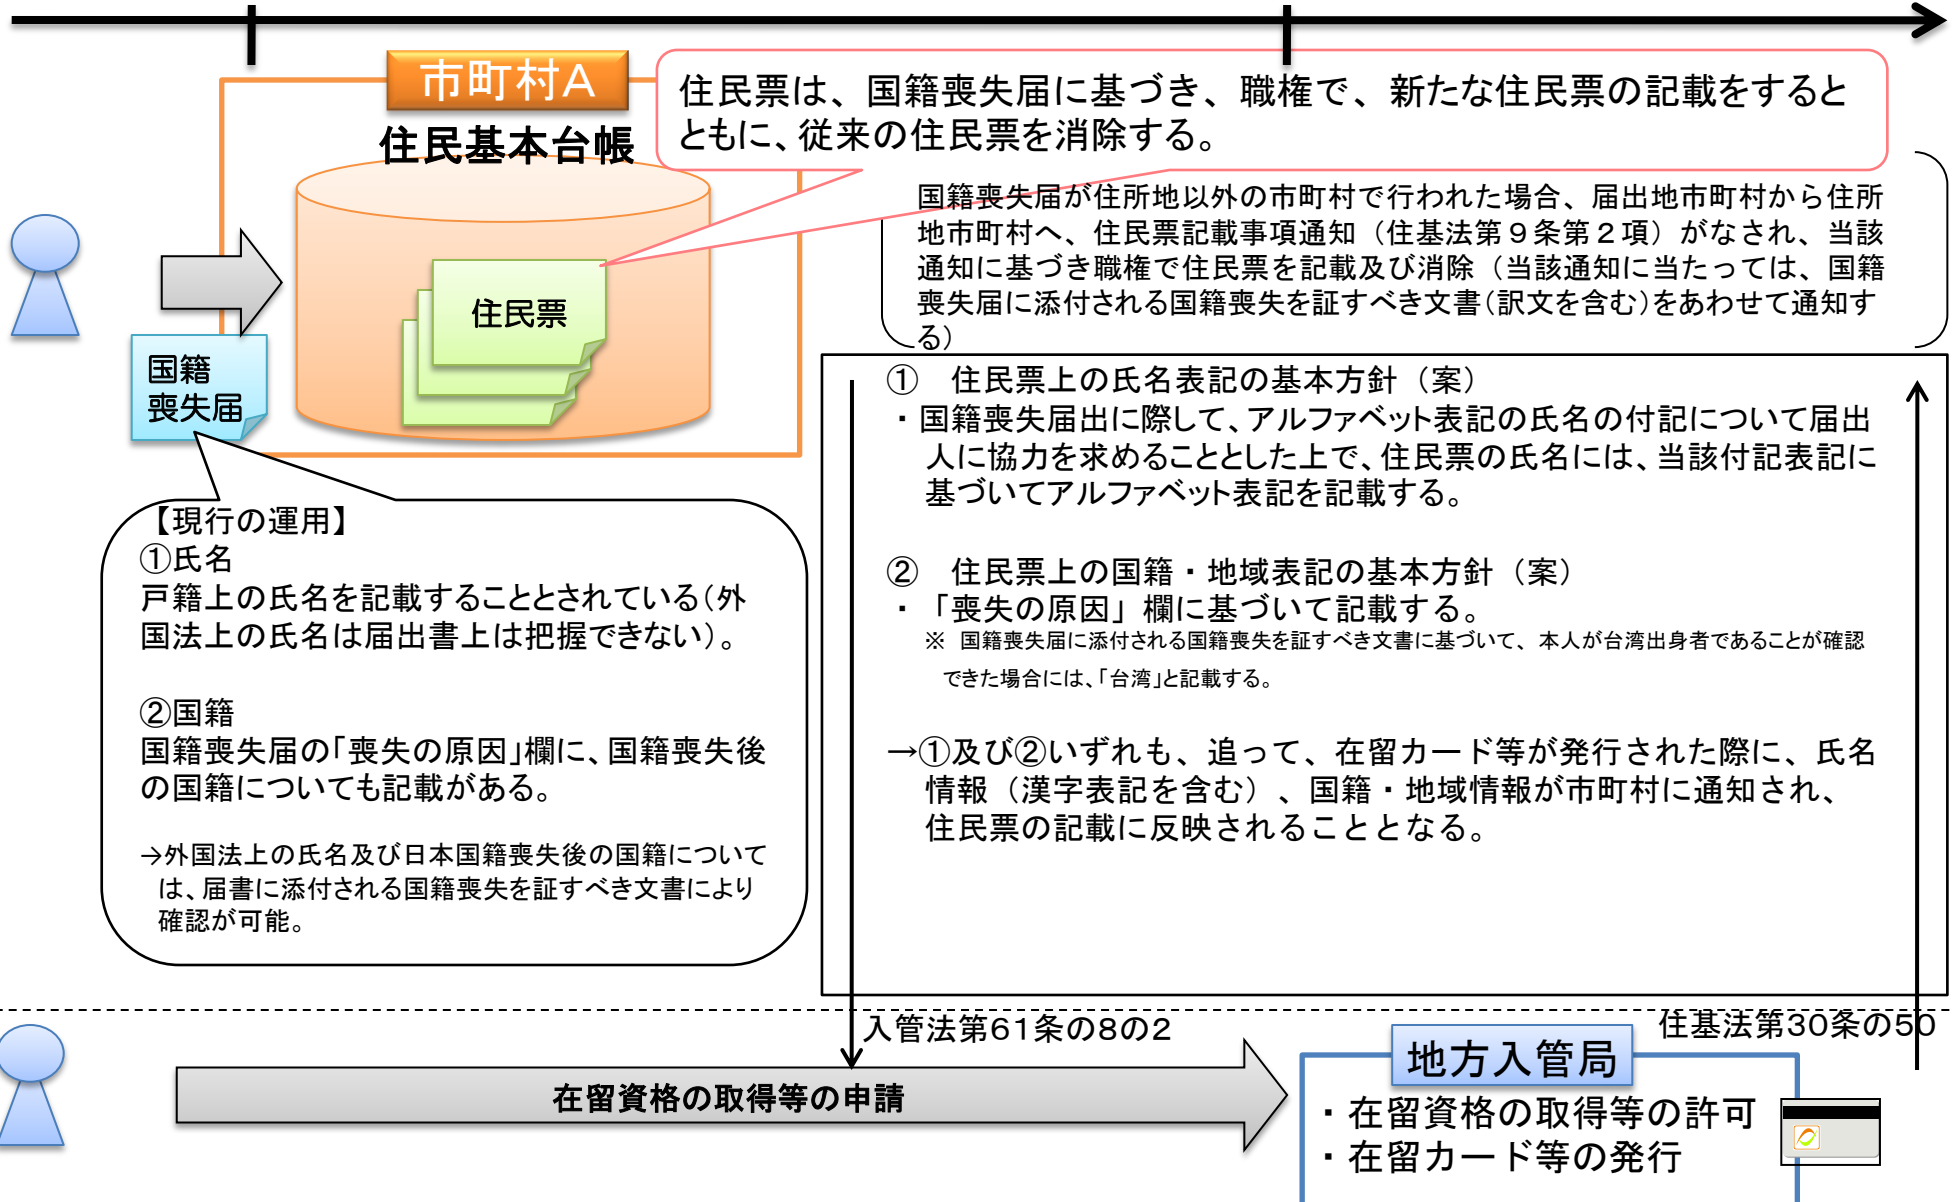 市町村A
住民基本台帳
住民票は、国籍喪失届に基づき、職権で、新たな住民票の記載をすると
ともに、従来の住民票を消除する。
国籍喪失届が住所地以外の市町村で行われた場合、届出地市町村から住所
地市町村へ、住民票記載事項通知（住基法第９条第２項）がなされ、当該
通知に基づき職権で住民票を記載及び消除（当該通知に当たっては、国籍
喪失届に添付される国籍喪失を証すべき文書（訳文を含む）をあわせて通知す
る）
住民票
国籍
喪失届
【現行の運用】
①氏名
戸籍上の氏名を記載することとされている（外
国法上の氏名は届出書上は把握できない）。
②国籍
国籍喪失届の「喪失の原因」欄に、国籍喪失後
の国籍についても記載がある。
→外国法上の氏名及び日本国籍喪失後の国籍について
は、届書に添付される国籍喪失を証すべき文書により
確認が可能。
①　住民票上の氏名表記の基本方針（案）
・国籍喪失届出に際して、アルファベット表記の氏名の付記について届出
人に協力を求めることとした上で、住民票の氏名には、当該付記表記に
基づいてアルファベット表記を記載する。
②　住民票上の国籍・地域表記の基本方針（案）
・「喪失の原因」欄に基づいて記載する。
※　国籍喪失届に添付される国籍喪失を証すべき文書に基づいて、本人が台湾出身者であることが確認
できた場合には、「台湾」と記載する。
→①及び②いずれも、追って、在留カード等が発行された際に、氏名
情報（漢字表記を含む）、国籍・地域情報が市町村に通知され、
住民票の記載に反映されることとなる。
入管法第61条の8の2
住基法第30条の50
在留資格の取得等の申請
地方入管局
・在留資格の取得等の許可
・在留カード等の発行